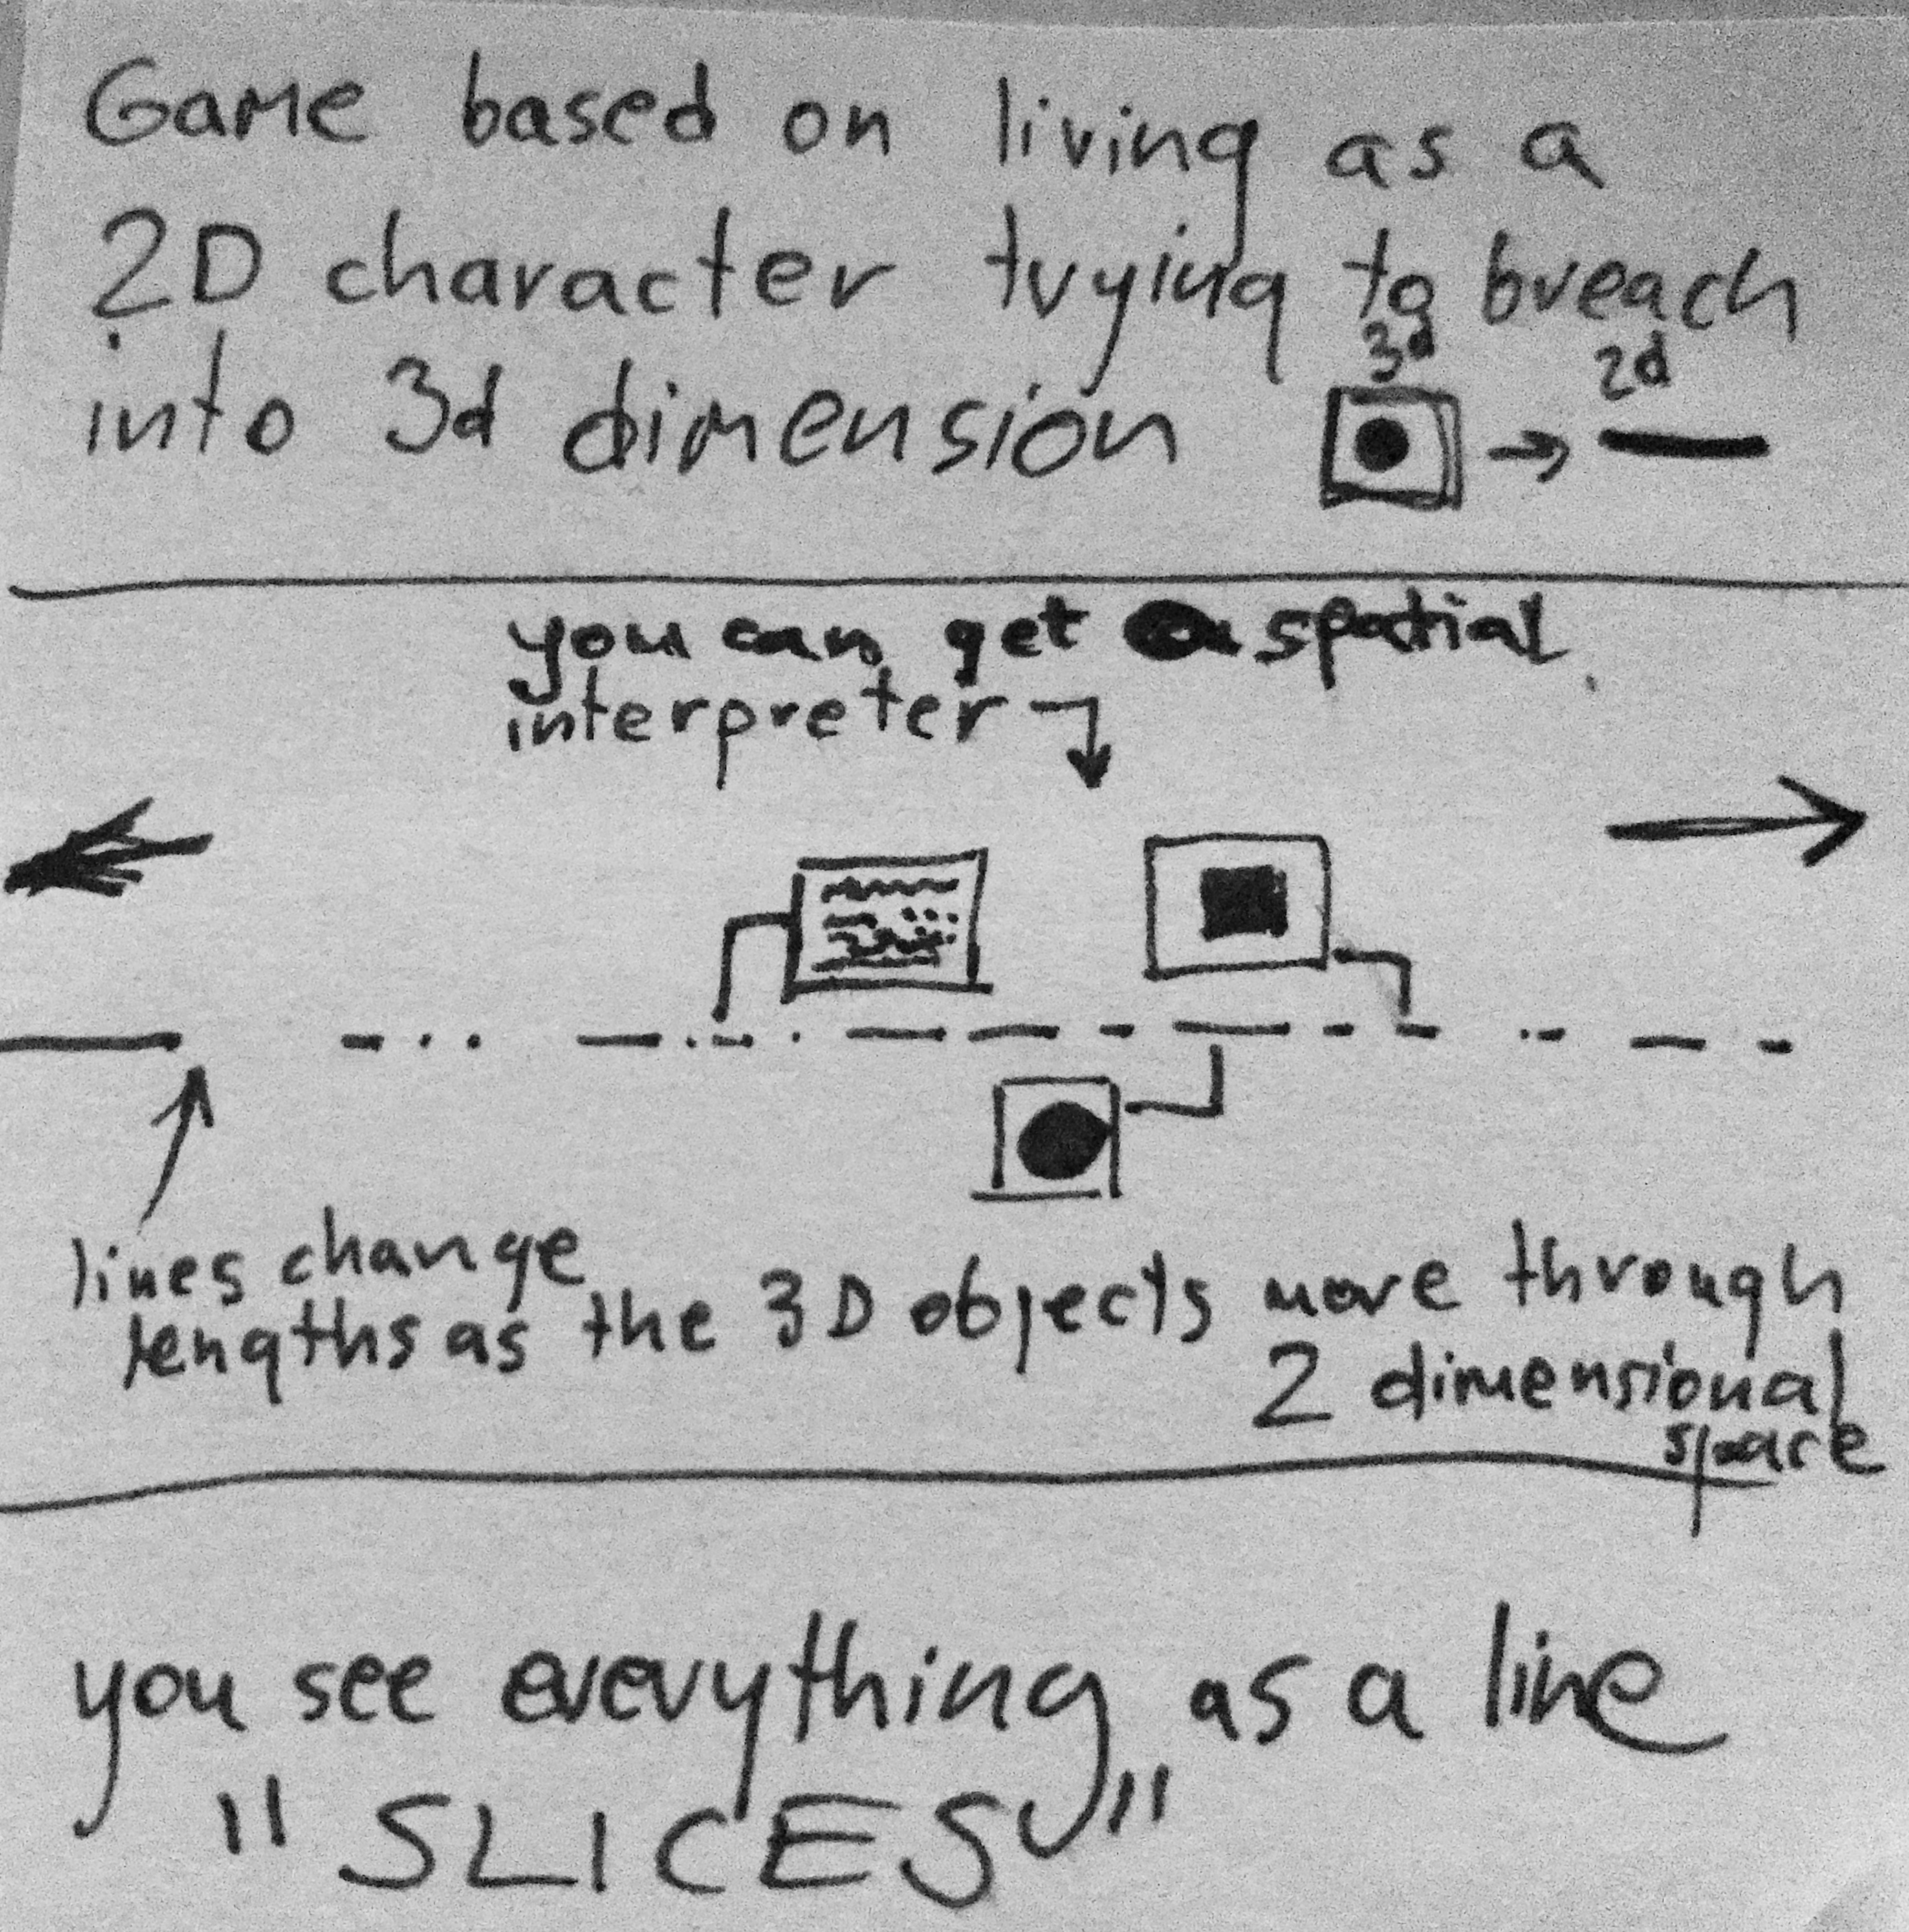 Game based on living as a
2D character trying to breach
into 3d dimension 3d → 2d
you can get a spatial
interpreter
lines change
lengths as the 3D objects move through
2 dimensional
space
you see everything as a line
"SLICES"